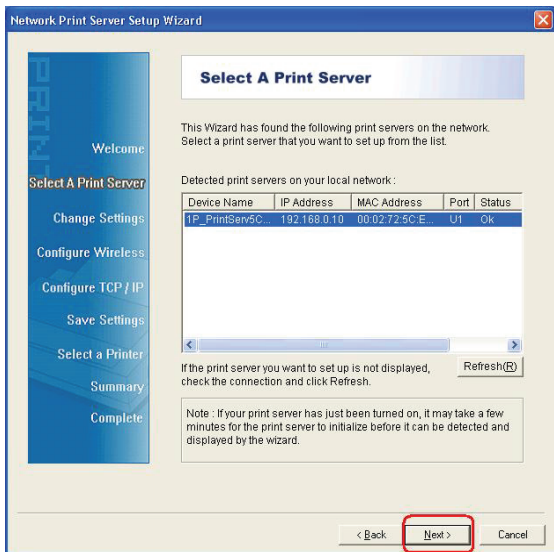 Network Print Server Setup Wizard
PRINT
Welcome
Select A Print Server
Change Settings
Configure Wireless
Configure TCP / IP
Save Settings
Select a Printer
Summary
Complete
Select A Print Server
This Wizard has found the following print servers on the network.
Select a print server that you want to set up from the list.
Detected print servers on your local network :
Device Name IP Address MAC Address Port Status
1P_PrintServ5C... 192.168.0.10 00:02:72:5C:E... U1 Ok
If the print server you want to set up is not displayed,
check the connection and click Refresh.
Refresh(R)
Note : If your print server has just been turned on, it may take a few
minutes for the print server to initialize before it can be detected and
displayed by the wizard.
< Back Next > Cancel